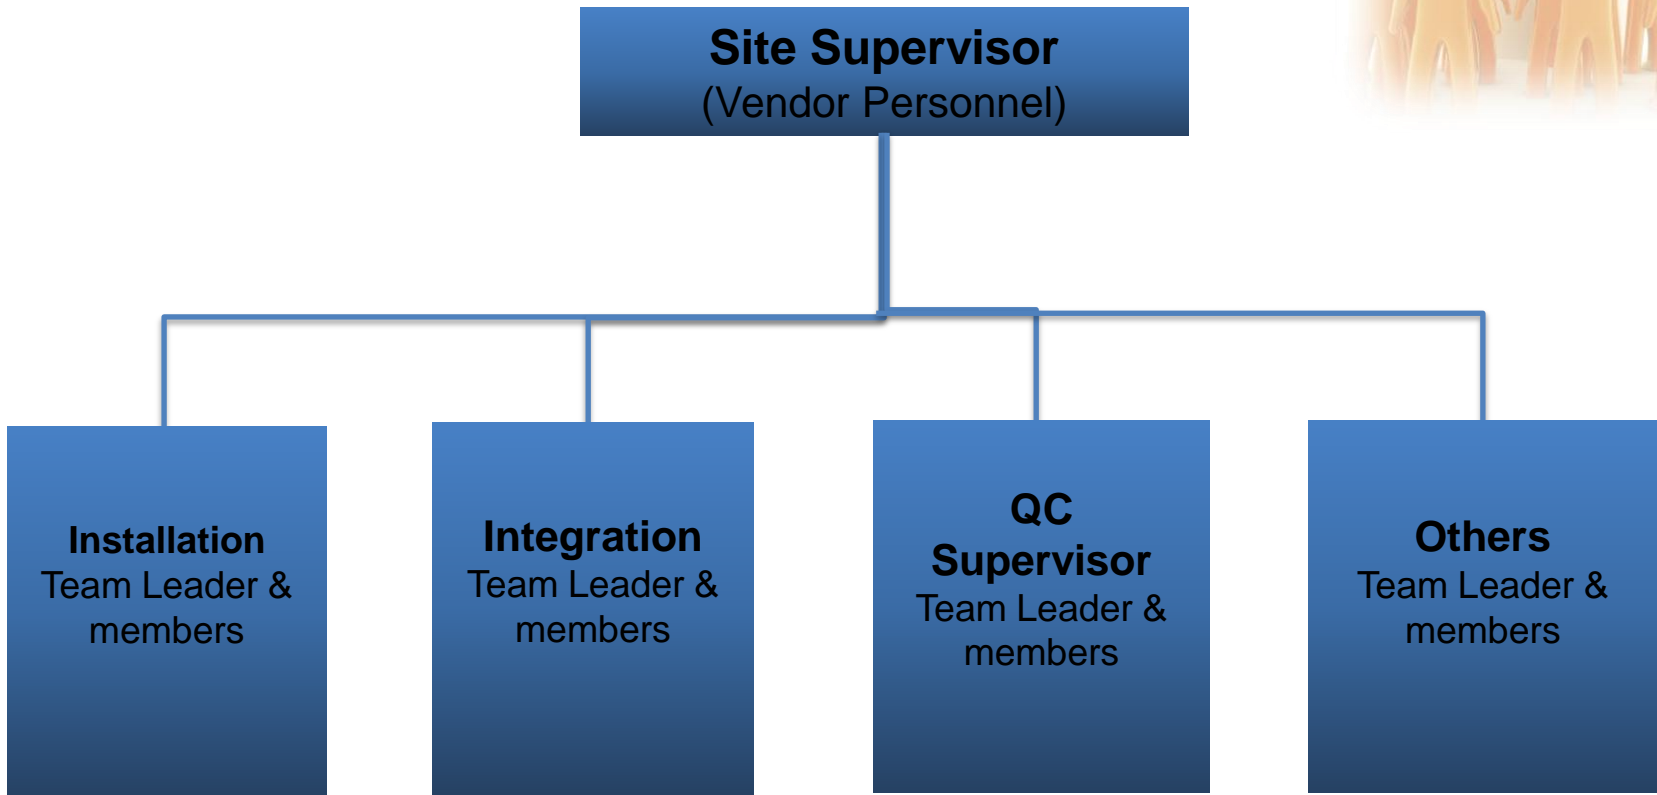 Site Supervisor
(Vendor Personnel)
Installation
Team Leader &
members
Integration
Team Leader &
members
QC
Supervisor
Team Leader &
members
Others
Team Leader &
members